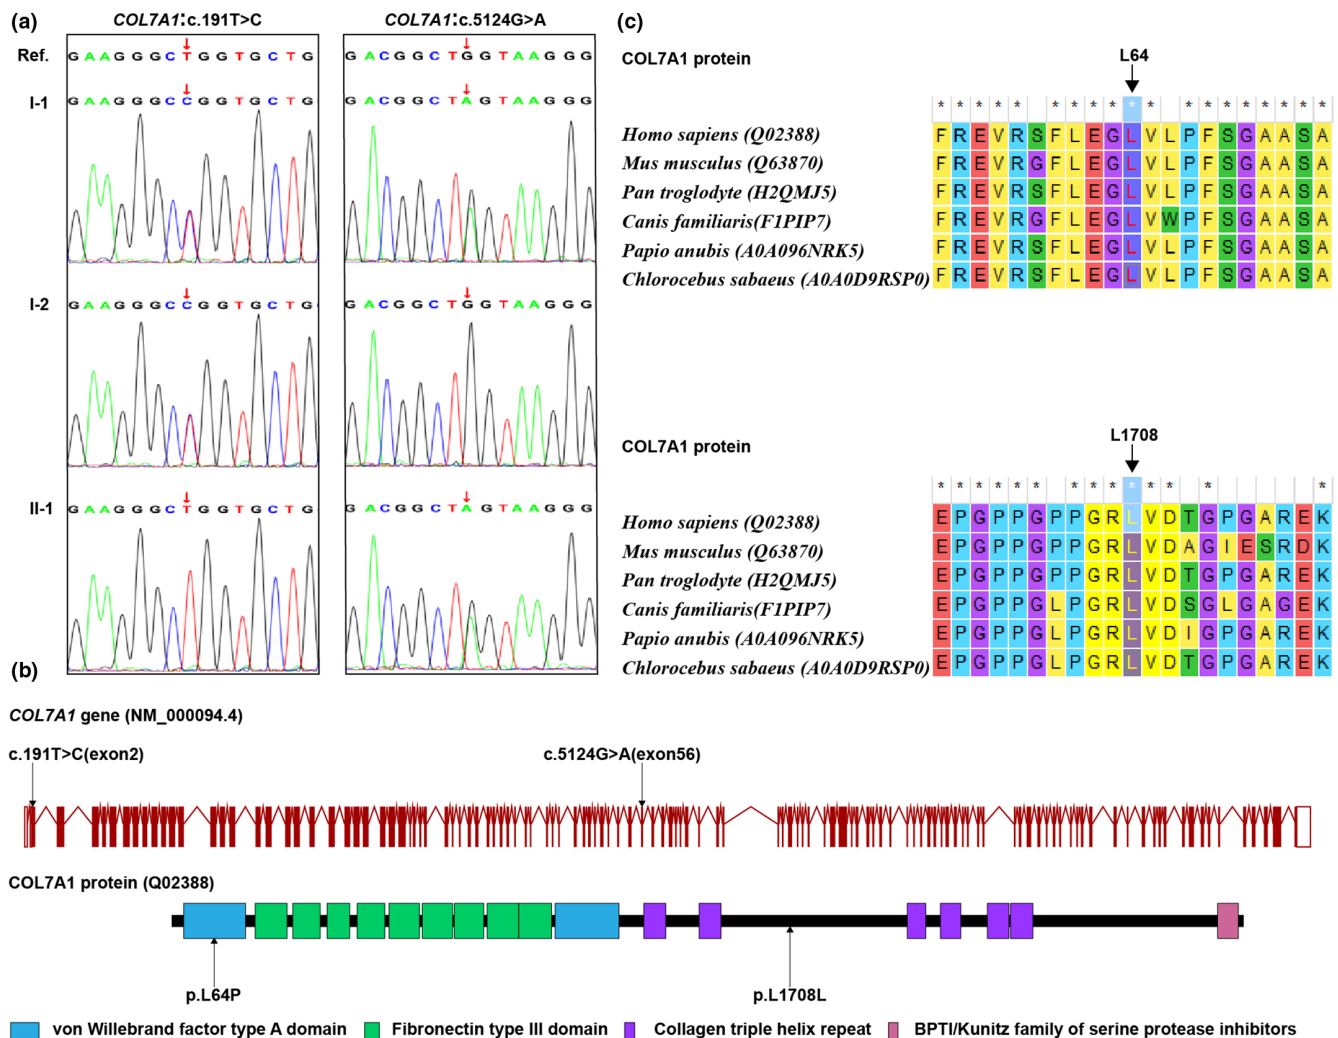 (a)
COL7A1:c.191T>C
COL7A1:c.5124G>A
Ref.
GAAGGGCTGGTGCTG
GACGGCTGGTAAGGG
I-1
GAAGGGCCGGTGCTG
GACGGCTAGTAAGGG
I-2
GAAGGGCCGGTGCTG
GACGGCTGGTAAGGG
II-1
GAAGGGCTGGTGCTG
GACGGCTAGTAAGGG
(c)
COL7A1 protein
L64
* * * * * * * * * * * * * * * * * * *
Homo sapiens (Q02388) FREVRSFLEGLVLPFSGAASA
Mus musculus (Q63870) FREVRGFLEGLVLPFSGAASA
Pan troglodyte (H2QMJ5) FREVRSFLEGLVLPFSGAASA
Canis familiaris(F1PIP7) FREVRGFLEGLVWPFSGAASA
Papio anubis (A0A096NRK5) FREVRSFLEGLVLPFSGAASA
Chlorocebus sabaeus (A0A0D9RSP0) FREVRSFLEGLVLPFSGAASA
COL7A1 protein
L1708
* * * * * * * * * * * * * *
Homo sapiens (Q02388) EPGPPGPPGRLVDTGPGAREK
Mus musculus (Q63870) EPGPPGPPGRLVDAGIESRDK
Pan troglodyte (H2QMJ5) EPGPPGPPGRLVDTGPGAREK
Canis familiaris(F1PIP7) EPGPPGLPGRLVDSGLGAGEK
Papio anubis (A0A096NRK5) EPGPPGLPGRLVDIGPGAREK
Chlorocebus sabaeus (A0A0D9RSP0) EPGPPGLPGRLVDTGPGAREK
(b)
COL7A1 gene (NM_000094.4)
c.191T>C(exon2)
c.5124G>A(exon56)
COL7A1 protein (Q02388)
p.L64P
p.L1708L
von Willebrand factor type A domain
Fibronectin type III domain
Collagen triple helix repeat
BPTI/Kunitz family of serine protease inhibitors